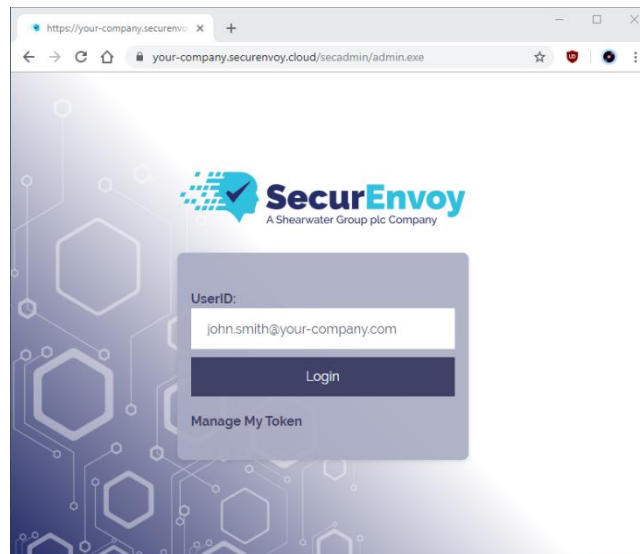 https://your-company.securenvo
your-company.securenvoy.cloud/secadmin/admin.exe
SecurEnvoy
A Shearwater Group plc Company
UserID:
john.smith@your-company.com
Login
Manage My Token